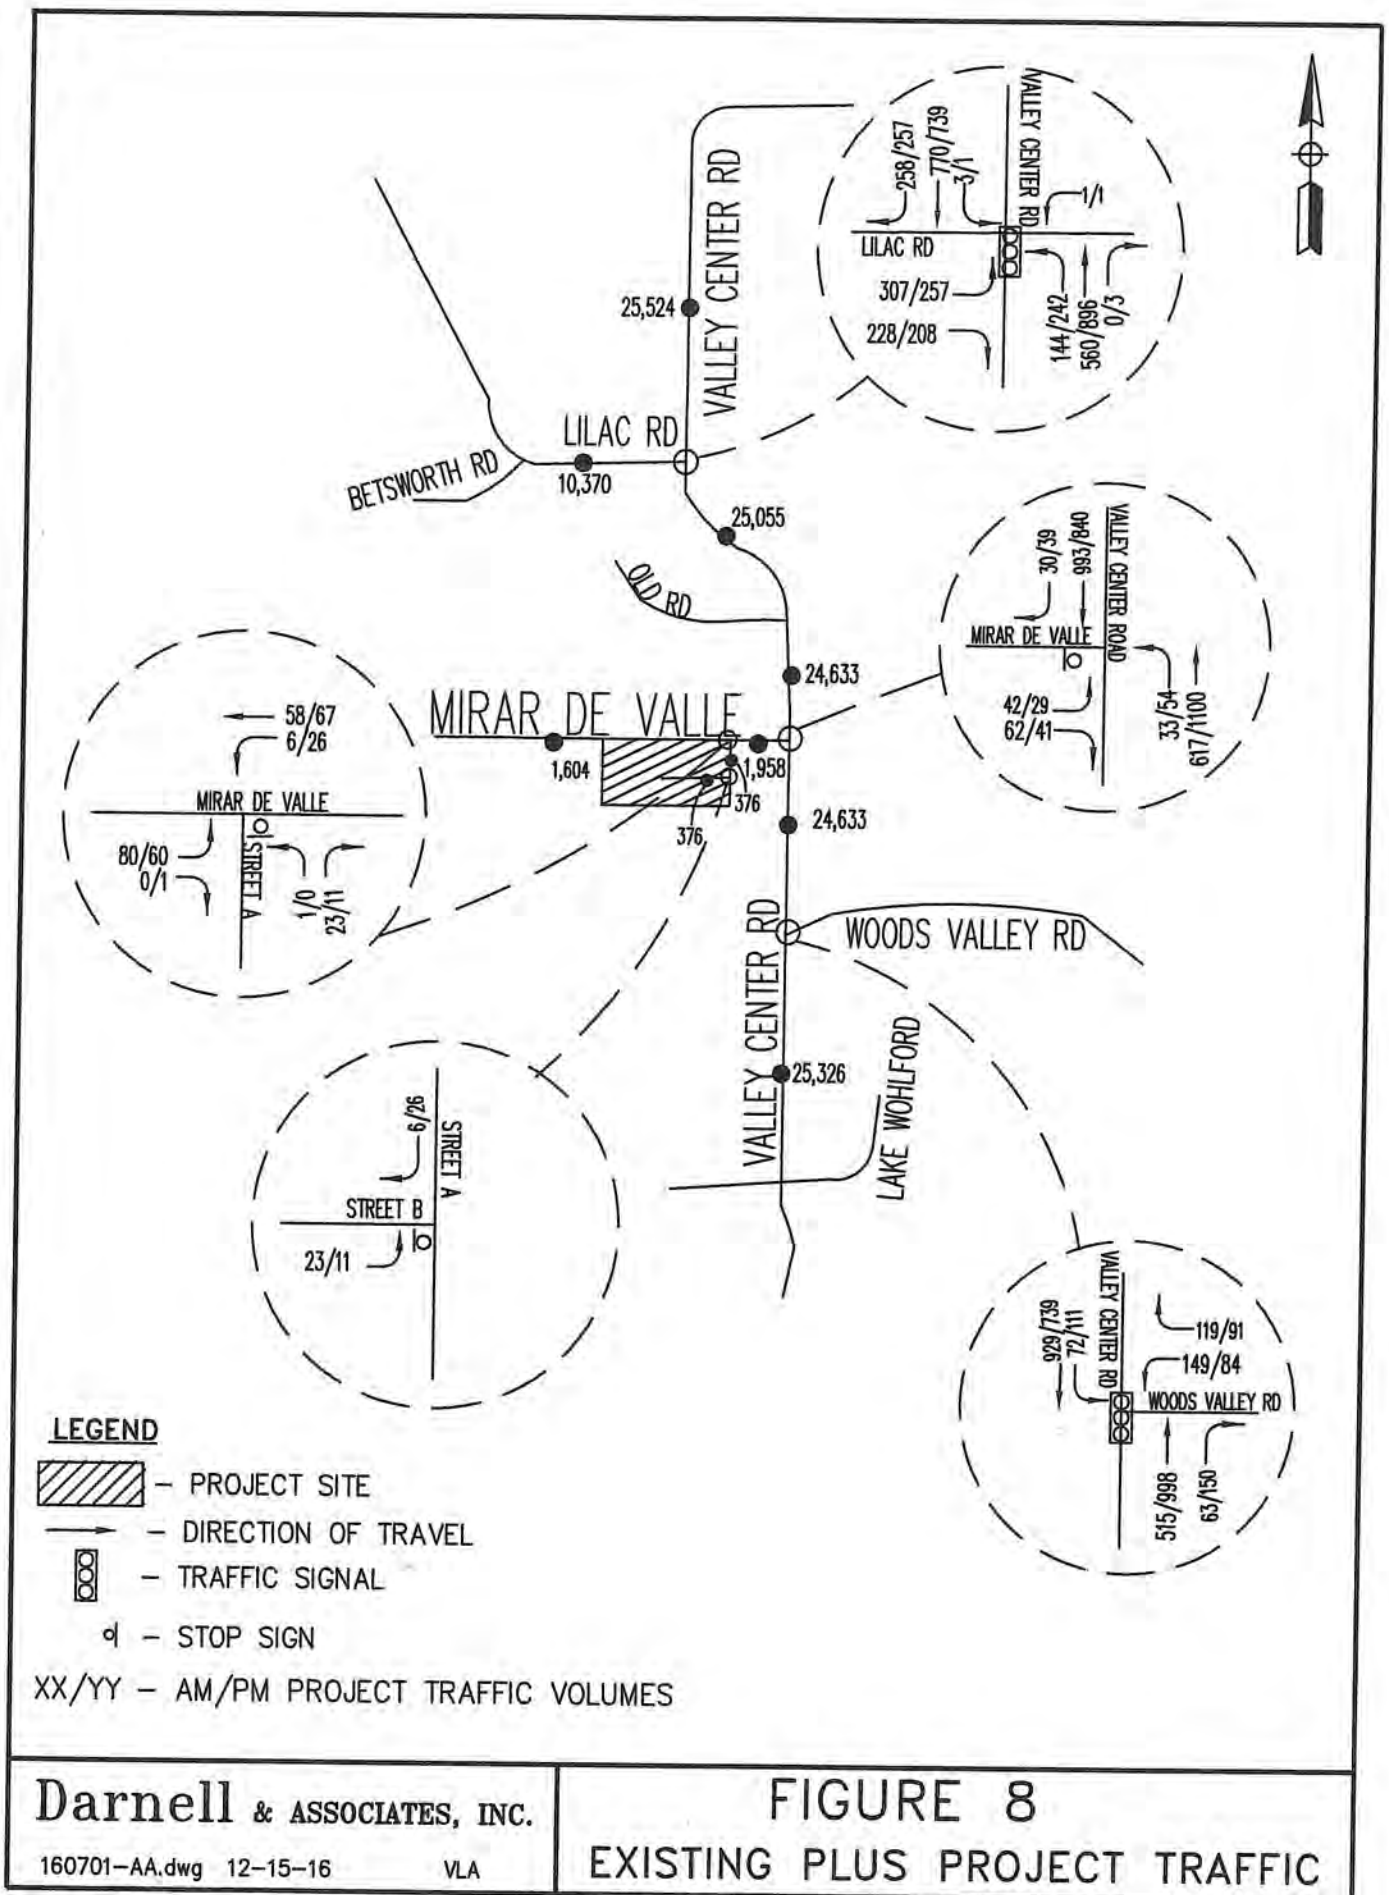 VALLEY CENTER RD
258/257
770/739
3/1
1/1
LILAC RD
307/257
228/208
144/242
560/896
0/3
VALLEY CENTER RD
25,524
LILAC RD
10,370
BETSWORTH RD
25,055
OLD RD
24,633
VALLEY CENTER ROAD
30/39
993/840
MIRAR DE VALLE
42/29
62/41
33/54
617/1100
MIRAR DE VALLE
1,604
1,958
376
376
24,633
58/67
6/26
MIRAR DE VALLE
80/60
0/1
STREET A
1/0
23/11
VALLEY CENTER RD
WOODS VALLEY RD
25,326
LAKE WOHLFORD
6/26
STREET A
STREET B
23/11
VALLEY CENTER RD
929/739
72/111
119/91
149/84
WOODS VALLEY RD
515/998
63/150
LEGEND
- PROJECT SITE
- DIRECTION OF TRAVEL
- TRAFFIC SIGNAL
- STOP SIGN
XX/YY - AM/PM PROJECT TRAFFIC VOLUMES
Darnell & ASSOCIATES, INC.
160701-AA.dwg 12-15-16 VLA
FIGURE 8
EXISTING PLUS PROJECT TRAFFIC